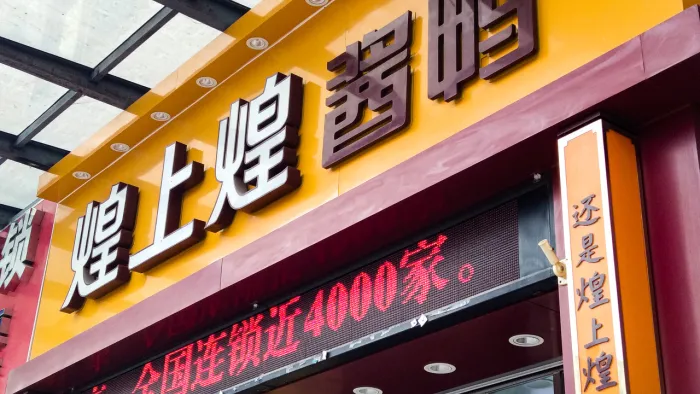 煌上煌 酱鸭
全国连锁近4000家。
还是煌上煌
锁